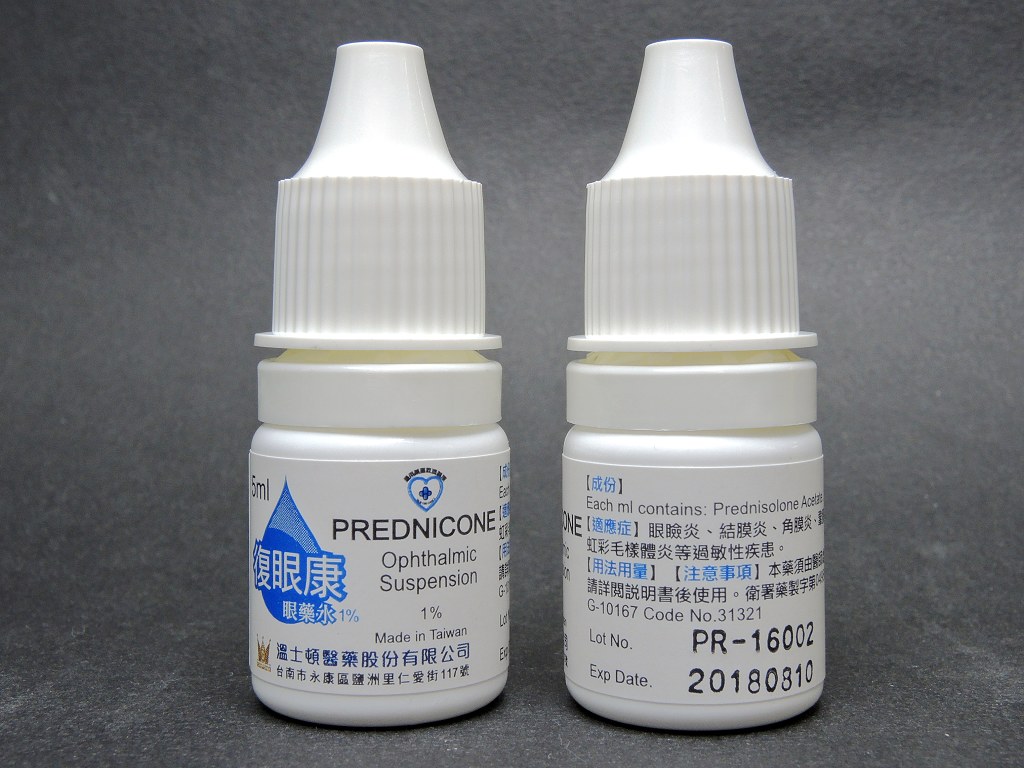 5ml
PREDNICONE
Ophthalmic
Suspension
1%
復眼康
眼藥水1%
Made in Taiwan
溫士頓醫藥股份有限公司
台南市永康區鹽洲里仁愛街117號
【成份】
Each ml contains: Prednisolone Acetate
【適應症】眼瞼炎、結膜炎、角膜炎、
虹彩毛樣體炎等過敏性疾患。
【用法用量】【注意事項】本藥須由醫師
請詳閱說明書後使用。衛署藥製字第
G-10167 Code No.31321
Lot No. PR-16002
Exp Date. 20180810